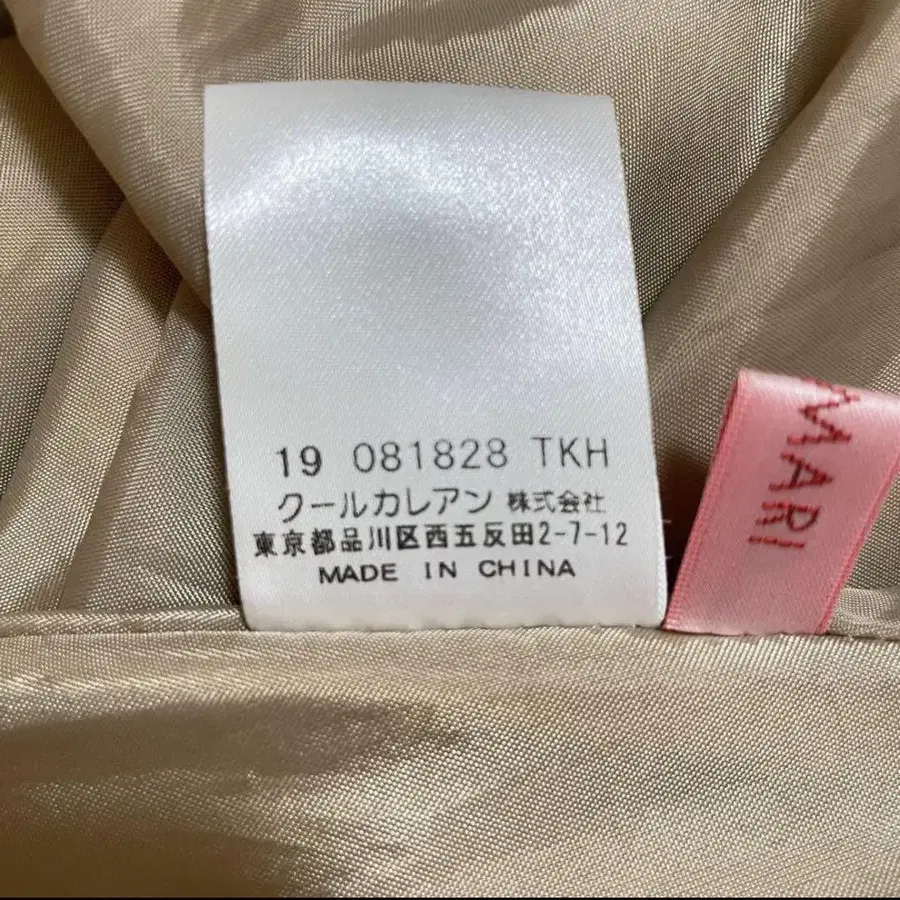 19 081828 TKH
クールカレアン 株式会社
東京都品川区西五反田2-7-12
MADE IN CHINA
MARI